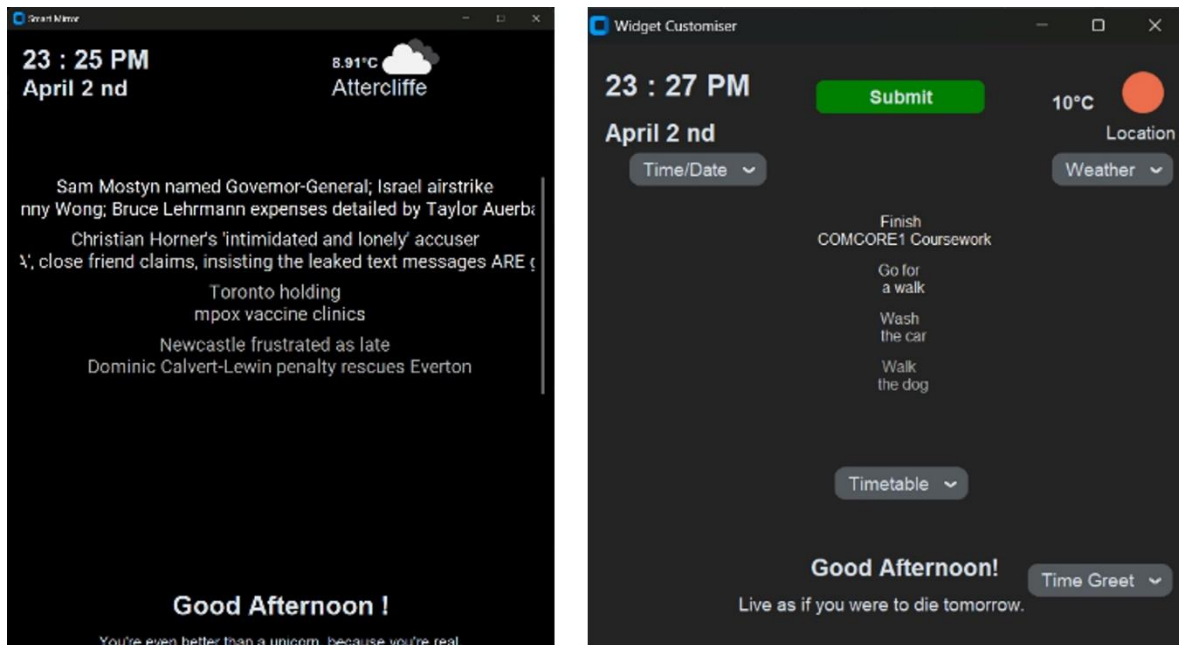 Smart Mirror
23 : 25 PM
8.91°C
April 2 nd
Attercliffe
Sam Mostyn named Governor-General; Israel airstrike
nny Wong; Bruce Lehrmann expenses detailed by Taylor Auerba
Christian Horner's 'intimidated and lonely' accuser
', close friend claims, insisting the leaked text messages ARE
Toronto holding
mpox vaccine clinics
Newcastle frustrated as late
Dominic Calvert-Lewin penalty rescues Everton
Good Afternoon !
You're even better than a unicorn, because you're real.
Widget Customiser
23 : 27 PM
Submit
10°C
April 2 nd
Location
Time/Date
Weather
Finish
COMCORE1 Coursework
Go for
a walk
Wash
the car
Walk
the dog
Timetable
Good Afternoon!
Time Greet
Live as if you were to die tomorrow.